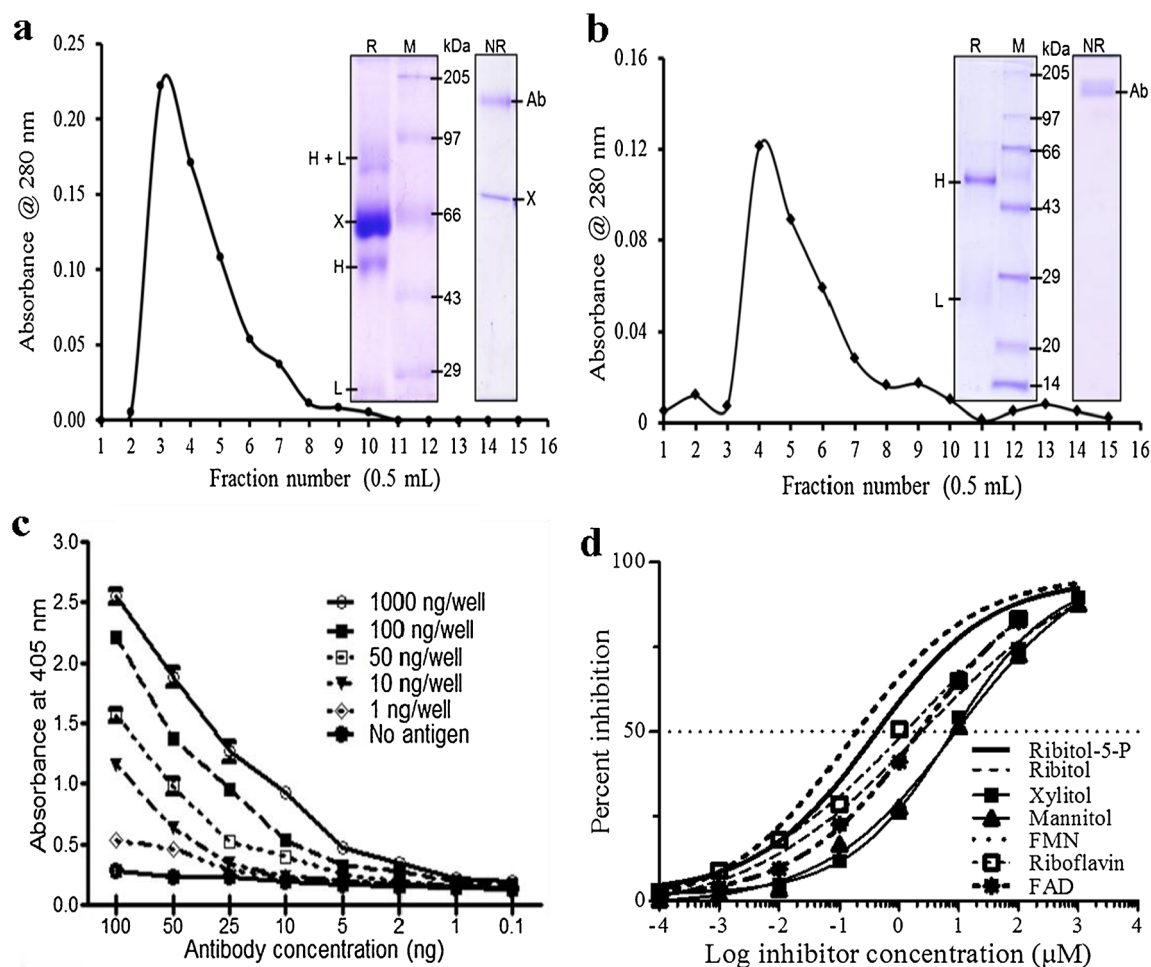 a
Absorbance @ 280 nm
0.25
0.20
0.15
0.10
0.05
0.00
1 2 3 4 5 6 7 8 9 10 11 12 13 14 15 16
Fraction number (0.5 mL)
R M kDa NR
205
97
66
43
29
H + L
X
H
L
Ab
X
b
Absorbance @ 280 nm
0.16
0.12
0.08
0.04
0
1 2 3 4 5 6 7 8 9 10 11 12 13 14 15 16
Fraction number (0.5 mL)
R M kDa NR
205
97
66
43
29
20
14
H
L
Ab
c
Absorbance at 405 nm
3.0
2.5
2.0
1.5
1.0
0.5
0.0
100 50 25 10 5 2 1 0.1
Antibody concentration (ng)
1000 ng/well
100 ng/well
50 ng/well
10 ng/well
1 ng/well
No antigen
d
Percent inhibition
100
50
0
-4 -3 -2 -1 0 1 2 3 4
Log inhibitor concentration (µM)
Ribitol-5-P
Ribitol
Xylitol
Mannitol
FMN
Riboflavin
FAD